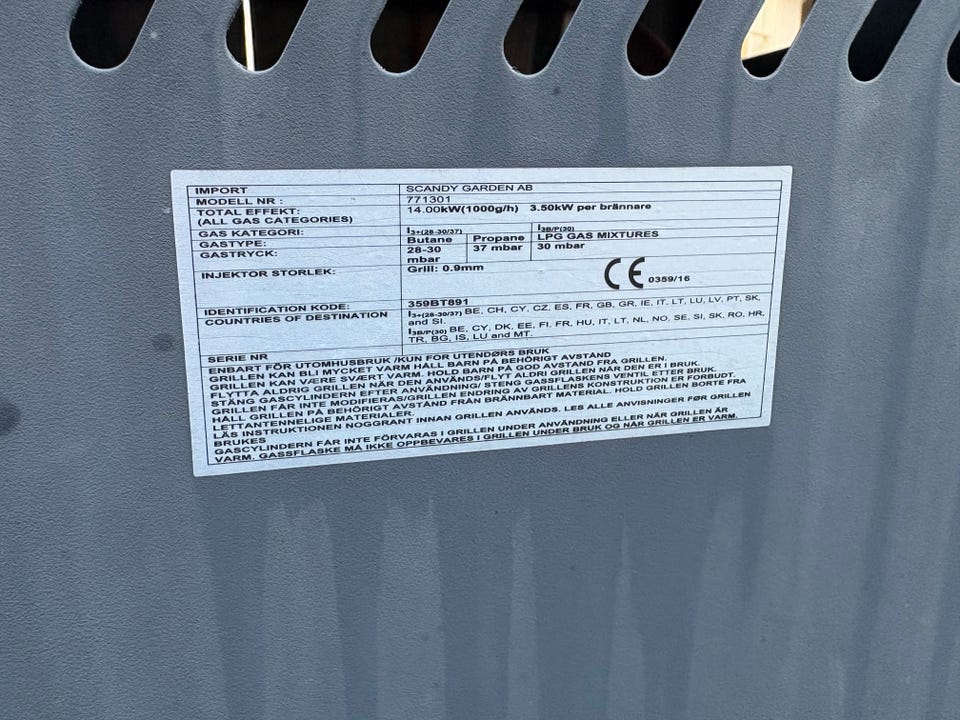 IMPORT SCANDY GARDEN AB
MODELL NR : 771301
TOTAL EFFEKT: 14.00kW(1000g/h) 3.50kW per brännare
(ALL GAS CATEGORIES)
GAS KATEGORI: I3+(28-30/37) I3B/P(30)
GASTYPE: Butane Propane LPG GAS MIXTURES
GASTRYCK: 28-30 mbar 37 mbar 30 mbar
INJEKTOR STORLEK: Grill: 0.9mm
CE 0359/16
IDENTIFICATION KODE: 359BT891
COUNTRIES OF DESTINATION I3+(28-30/37) BE, CH, CY, CZ, ES, FR, GB, GR, IE, IT, LT, LU, LV, PT, SK,
and SI.
I3B/P(30) BE, CY, DK, EE, FI, FR, HU, IT, LT, NL, NO, SE, SI, SK, RO, HR,
TR, BG, IS, LU and MT.
SERIE NR
ENBART FÖR UTOMHUSBRUK /KUN FOR UTENDØRS BRUK
GRILLEN KAN BLI MYCKET VARM HÅLL BARN PÅ BEHÖRIGT AVSTÅND
GRILLEN KAN VÆRE SVÆRT VARM. HOLD BARN PÅ GOD AVSTAND FRA GRILLEN.
FLYTTA ALDRIG GRILLEN NÄR DEN ANVÄNDS/FLYT ALDRI GRILLEN NÅR DEN ER I BRUK.
STÄNG GASCYLINDERN EFTER ANVÄNDNING/ STENG GASSFLASKENS VENTIL ETTER BRUK.
GRILLEN FÅR INTE MODIFIERAS/GRILLEN ENDRING AV GRILLENS KONSTRUKTION ER FORBUDT.
HÅLL GRILLEN PÅ BEHÖRIGT AVSTÅND FRÅN BRÄNNBART MATERIAL. HOLD GRILLEN BORTE FRA
LETTANTENNELIGE MATERIALER.
LÄS INSTRUKTIONEN NOGGRANT INNAN GRILLEN ANVÄNDS. LES ALLE ANVISNINGER FØR GRILLEN
BRUKES
GASCYLINDERN FÅR INTE FÖRVARAS I GRILLEN UNDER ANVÄNDNING ELLER NÄR GRILLEN ÄR
VARM. GASSFLASKE MÅ IKKE OPPBEVARES I GRILLEN UNDER BRUK OG NÅR GRILLEN ER VARM.